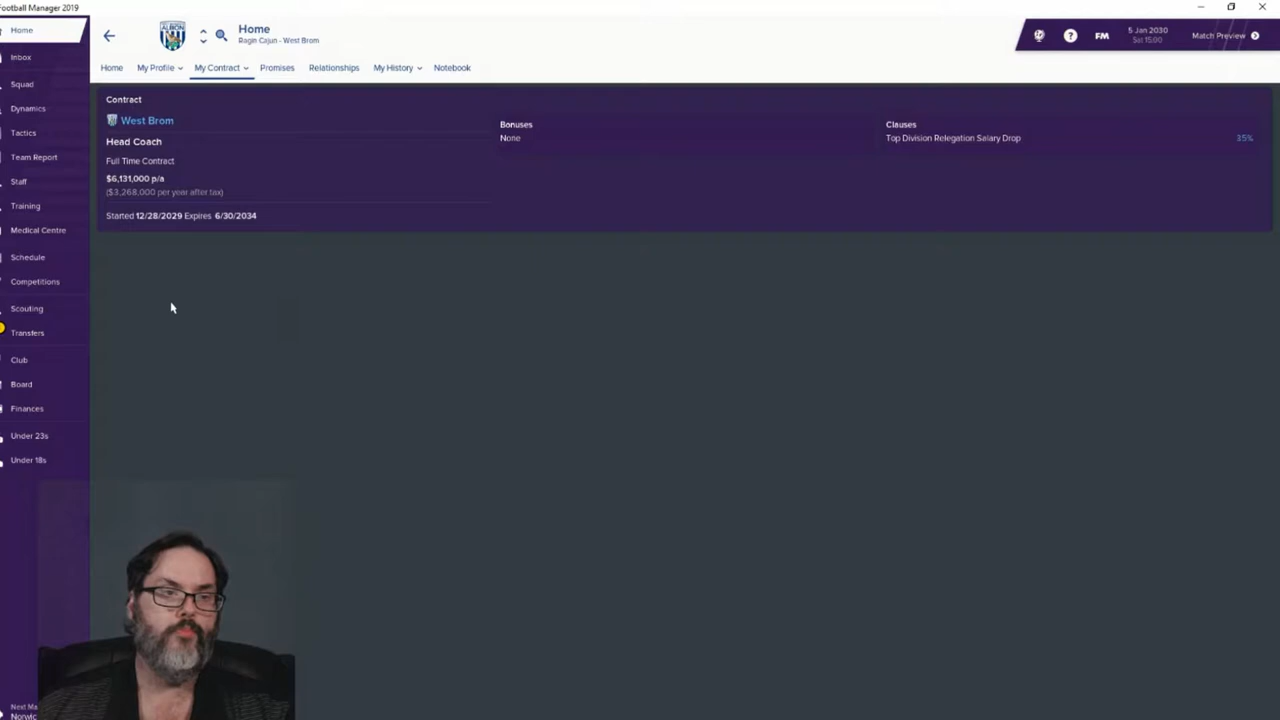 Football Manager 2019
Home
Ragin Cajun - West Brom
5 Jan 2030
Sat 15:00
FM
Match Preview
Home
My Profile
My Contract
Promises
Relationships
My History
Notebook
Home
Inbox
Squad
Dynamics
Tactics
Team Report
Staff
Training
Medical Centre
Schedule
Competitions
Scouting
Transfers
Club
Board
Finances
Under 23s
Under 18s
Contract
West Brom
Head Coach
Full Time Contract
$6,131,000 p/a
($3,268,000 per year after tax)
Started 12/28/2029 Expires 6/30/2034
Bonuses
None
Clauses
Top Division Relegation Salary Drop 35%
Next Ma
Norwic